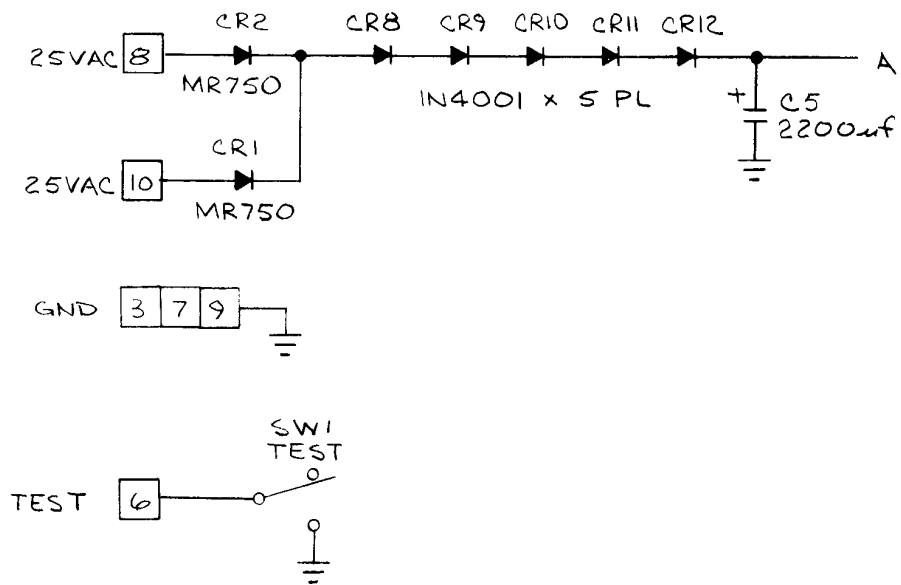 CR2 CR8 CR9 CR10 CR11 CR12
25VAC 8 A
MR750 IN4001 x 5 PL + C5
2200uf
CR1
25VAC 10
MR750
GND 3 7 9
SW1
TEST
TEST 6